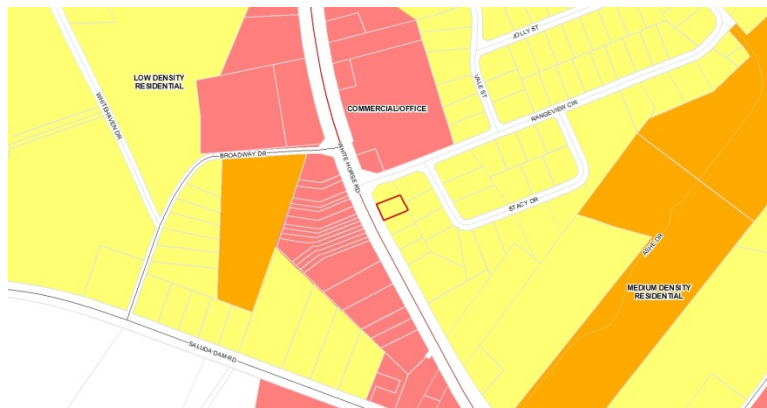 JOLLY ST
LOW DENSITY
RESIDENTIAL
VALE ST
WHITEHAVEN DR
COMMERCIAL/OFFICE
RANGEVIEW CIR
BROADWAY DR
WHITE HORSE RD
STACY DR
ASHE DR
MEDIUM DENSITY
RESIDENTIAL
SALUDA DAM RD